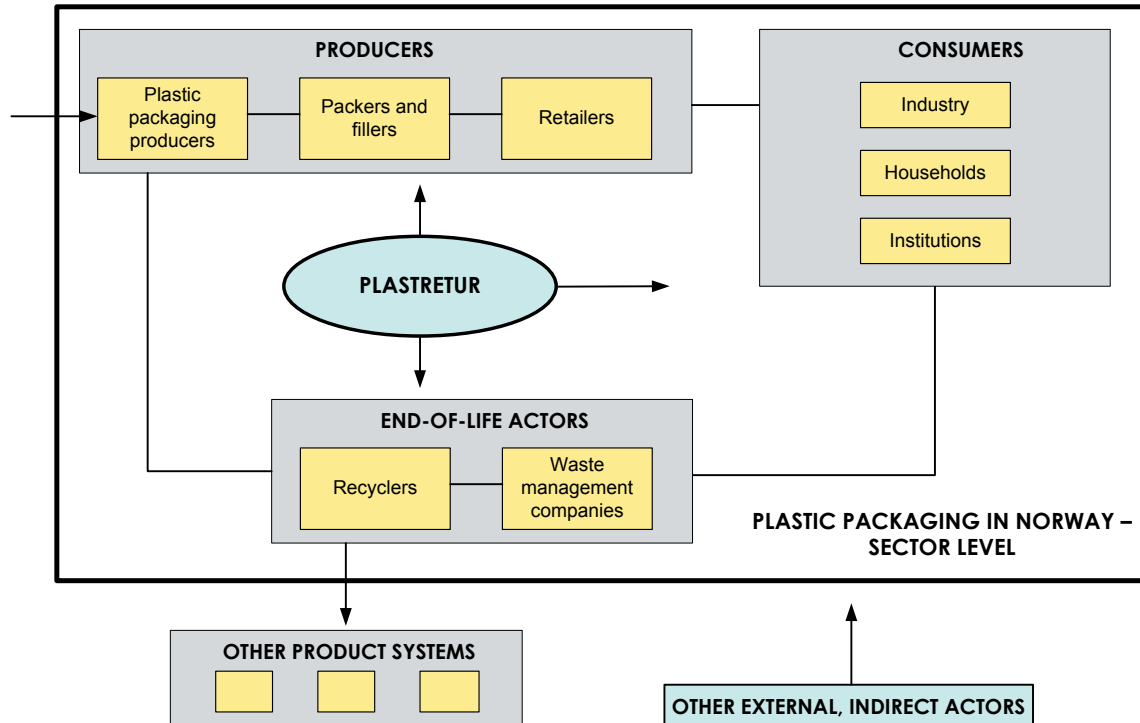 PRODUCERS
Plastic
packaging
producers
Packers and
fillers
Retailers
CONSUMERS
Industry
Households
Institutions
PLASTRETUR
END-OF-LIFE ACTORS
Recyclers
Waste
management
companies
PLASTIC PACKAGING IN NORWAY –
SECTOR LEVEL
OTHER PRODUCT SYSTEMS
OTHER EXTERNAL, INDIRECT ACTORS